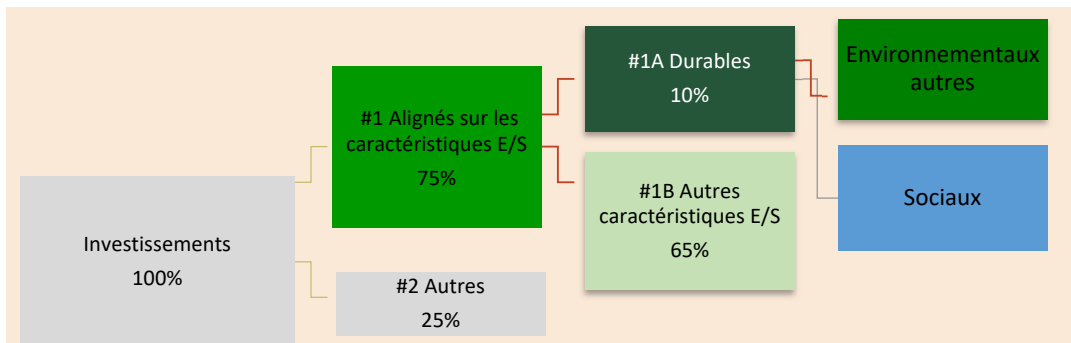 Investissements
100%
#1 Alignés sur les
caractéristiques E/S
75%
#2 Autres
25%
#1A Durables
10%
#1B Autres
caractéristiques E/S
65%
Environnementaux
autres
Sociaux